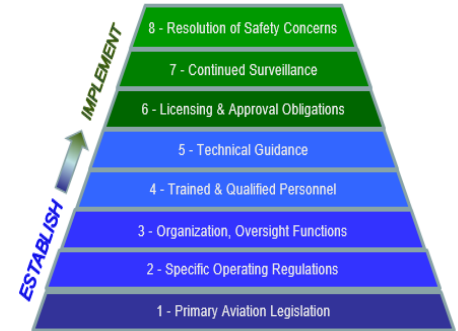 8 - Resolution of Safety Concerns
7 - Continued Surveillance
6 - Licensing & Approval Obligations
5 - Technical Guidance
4 - Trained & Qualified Personnel
3 - Organization, Oversight Functions
2 - Specific Operating Regulations
1 - Primary Aviation Legislation
IMPLEMENT
ESTABLISH